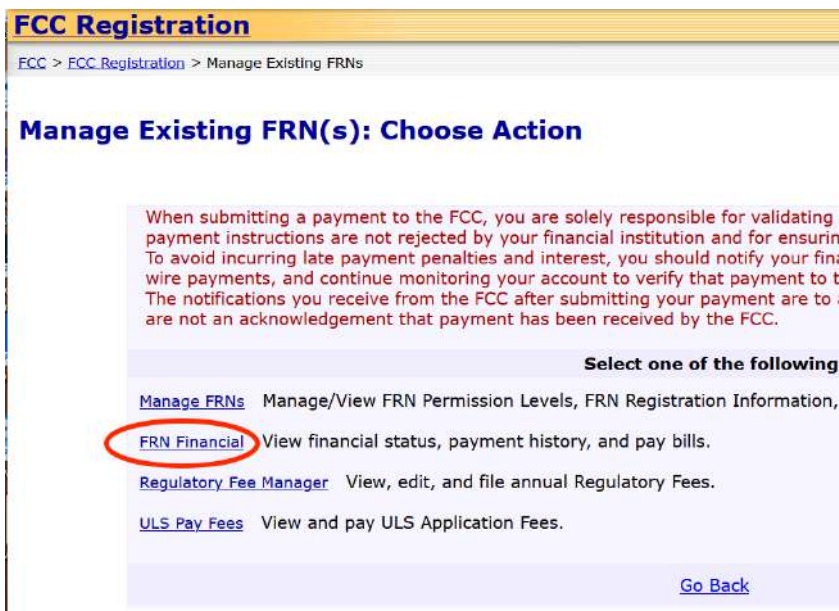 FCC Registration
FCC > FCC Registration > Manage Existing FRNs
Manage Existing FRN(s): Choose Action
When submitting a payment to the FCC, you are solely responsible for validating
payment instructions are not rejected by your financial institution and for ensurin
To avoid incurring late payment penalties and interest, you should notify your fina
wire payments, and continue monitoring your account to verify that payment to t
The notifications you receive from the FCC after submitting your payment are to a
are not an acknowledgement that payment has been received by the FCC.
Select one of the following
Manage FRNs Manage/View FRN Permission Levels, FRN Registration Information,
FRN Financial View financial status, payment history, and pay bills.
Regulatory Fee Manager View, edit, and file annual Regulatory Fees.
ULS Pay Fees View and pay ULS Application Fees.
Go Back